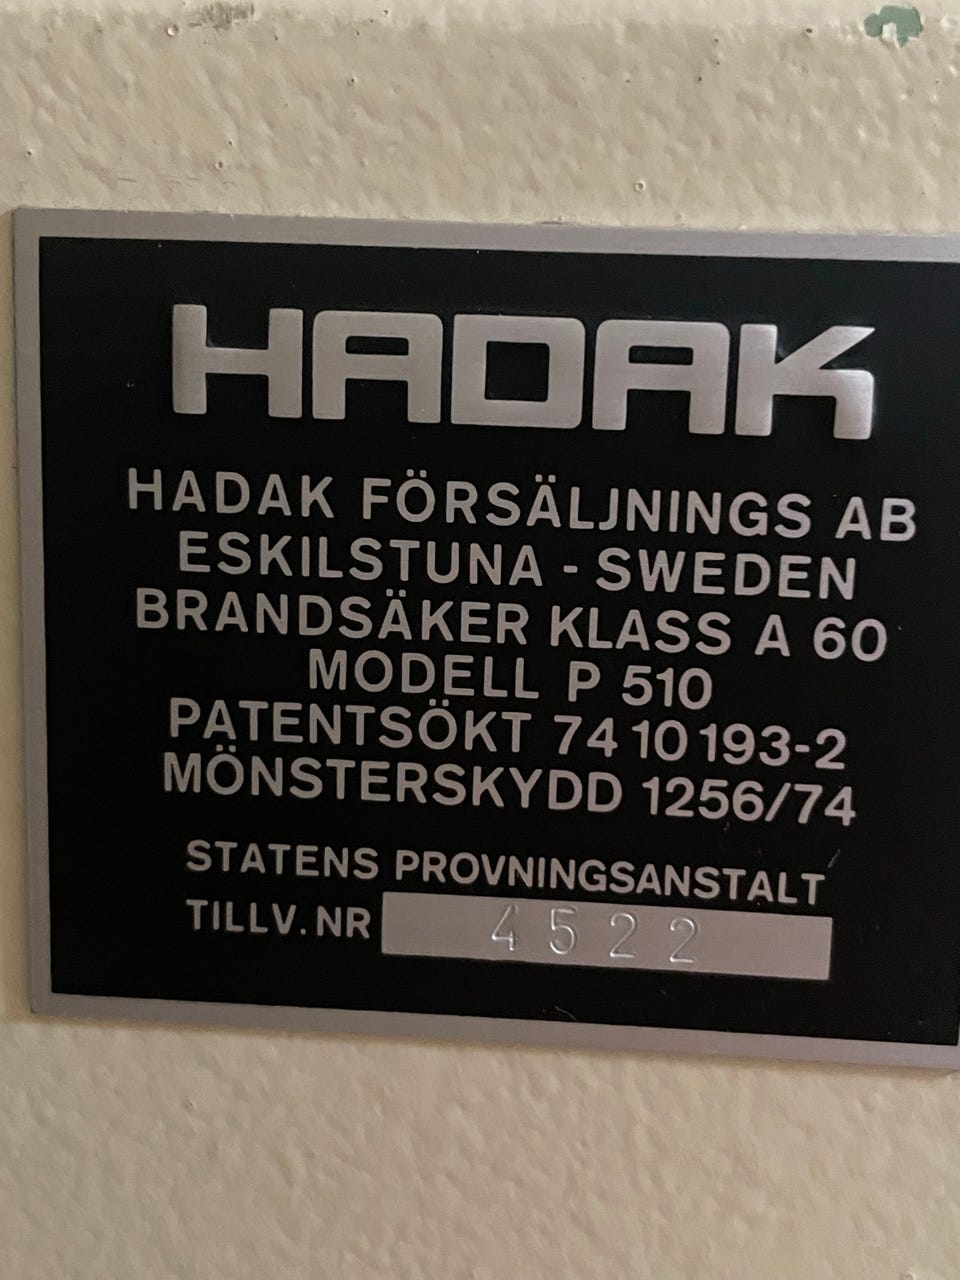 HADAK
HADAK FÖRSÄLJNINGS AB
ESKILSTUNA - SWEDEN
BRANDSÄKER KLASS A 60
MODELL P 510
PATENTSÖKT 74 10 193-2
MÖNSTERSKYDD 1256/74
STATENS PROVNINGSANSTALT
TILLV. NR 4522